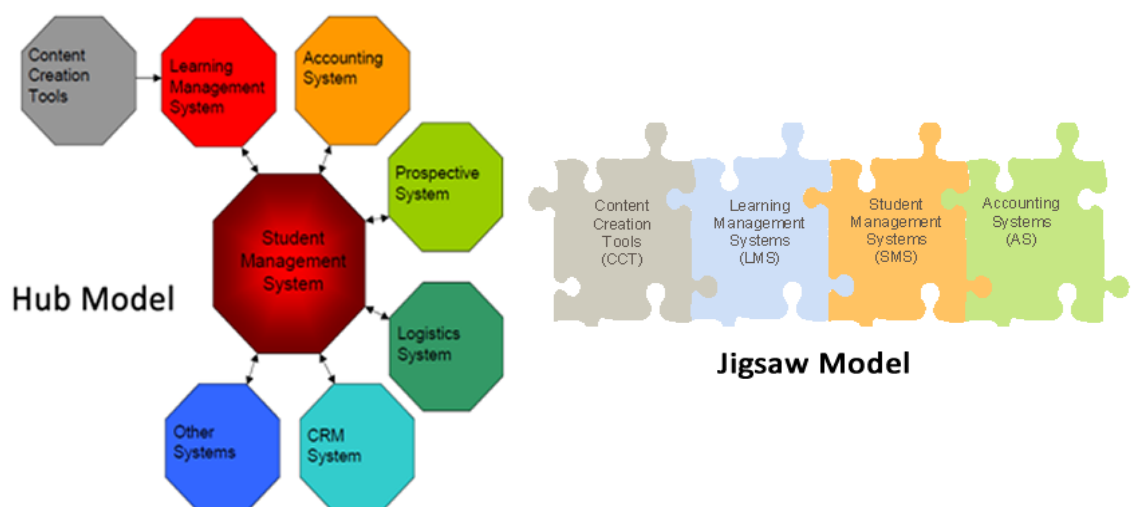 Content
Creation
Tools
Learning
Management
System
Accounting
System
Prospective
System
Student
Management
System
Hub Model
Logistics
System
Other
Systems
CRM
System
Content
Creation
Tools
(CCT)
Learning
Management
Systems
(LMS)
Student
Management
Systems
(SMS)
Accounting
Systems
(AS)
Jigsaw Model